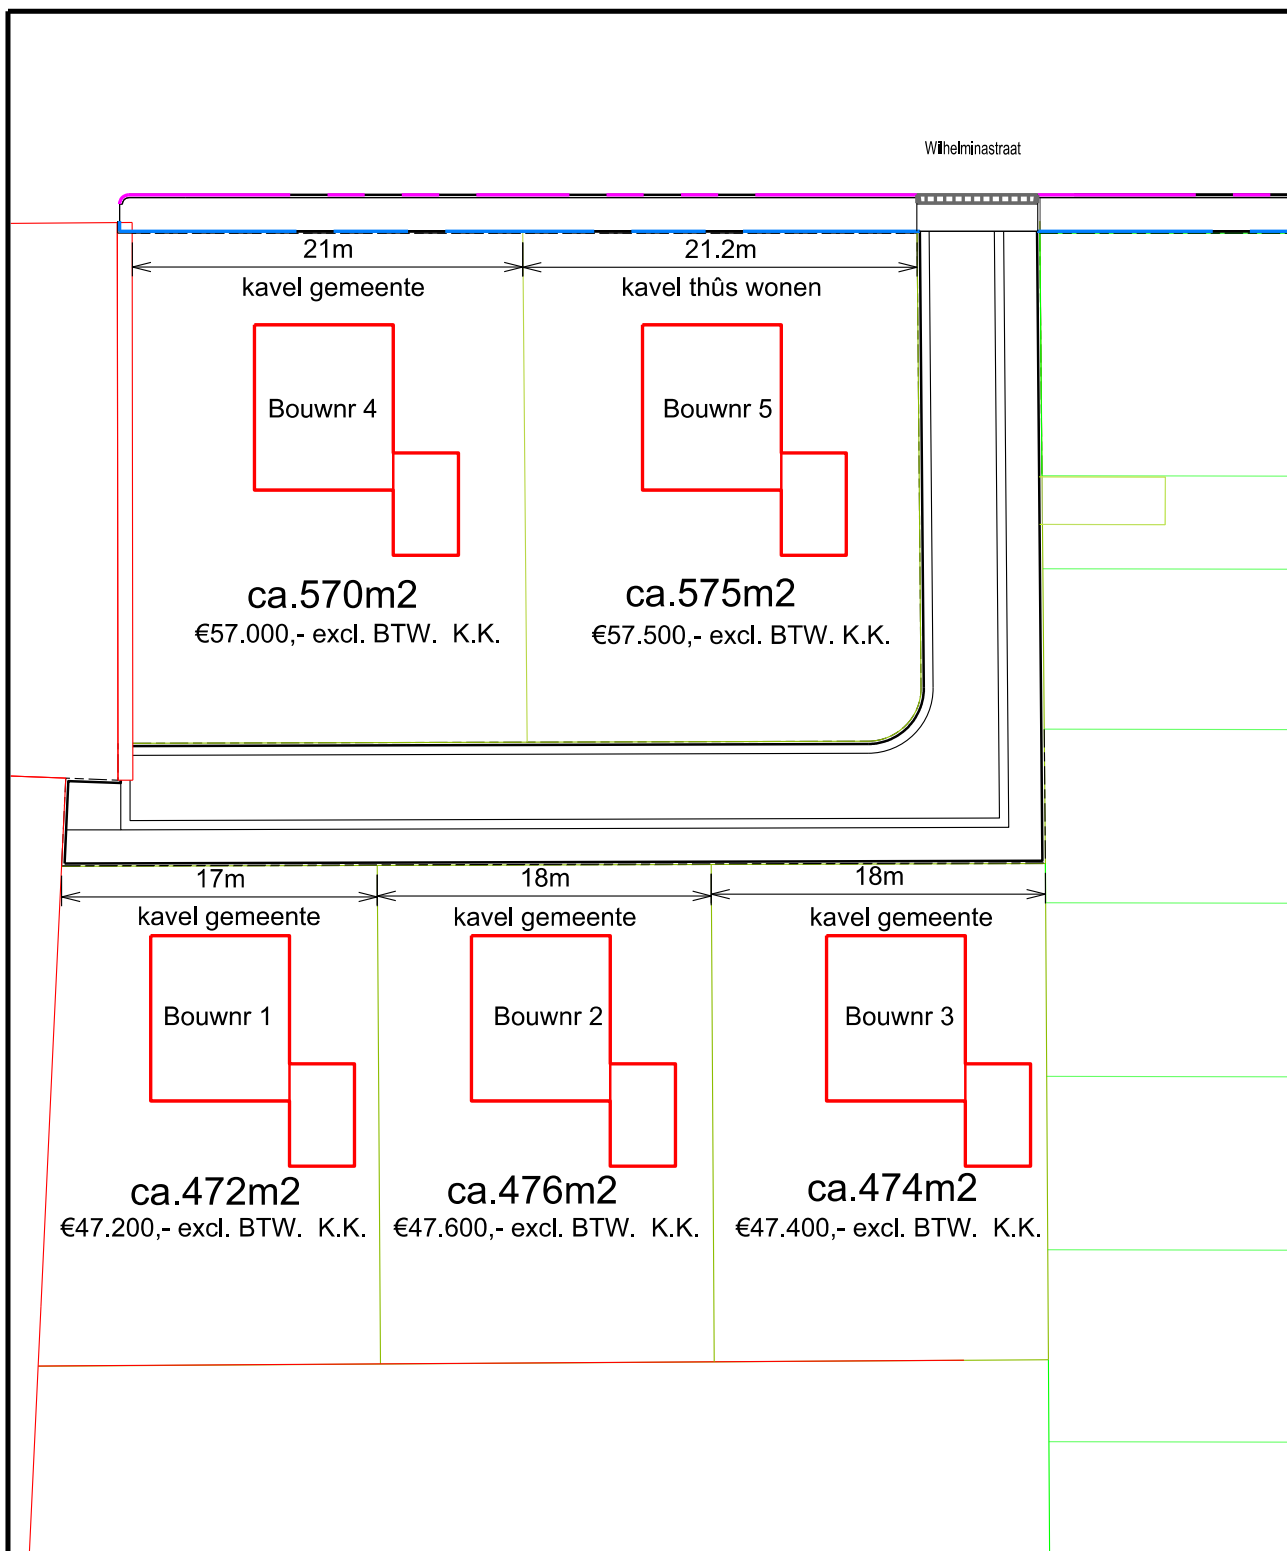 Wilhelminastraat
21m
21.2m
kavel gemeente
kavel thûs wonen
Bouwnr 4
Bouwnr 5
ca.570m2
ca.575m2
€57.000,- excl. BTW.  K.K.
€57.500,- excl. BTW. K.K.
17m
18m
18m
kavel gemeente
kavel gemeente
kavel gemeente
Bouwnr 1
Bouwnr 2
Bouwnr 3
ca.472m2
ca.476m2
ca.474m2
€47.200,- excl. BTW.  K.K.
€47.600,- excl. BTW.  K.K.
€47.400,- excl. BTW.  K.K.